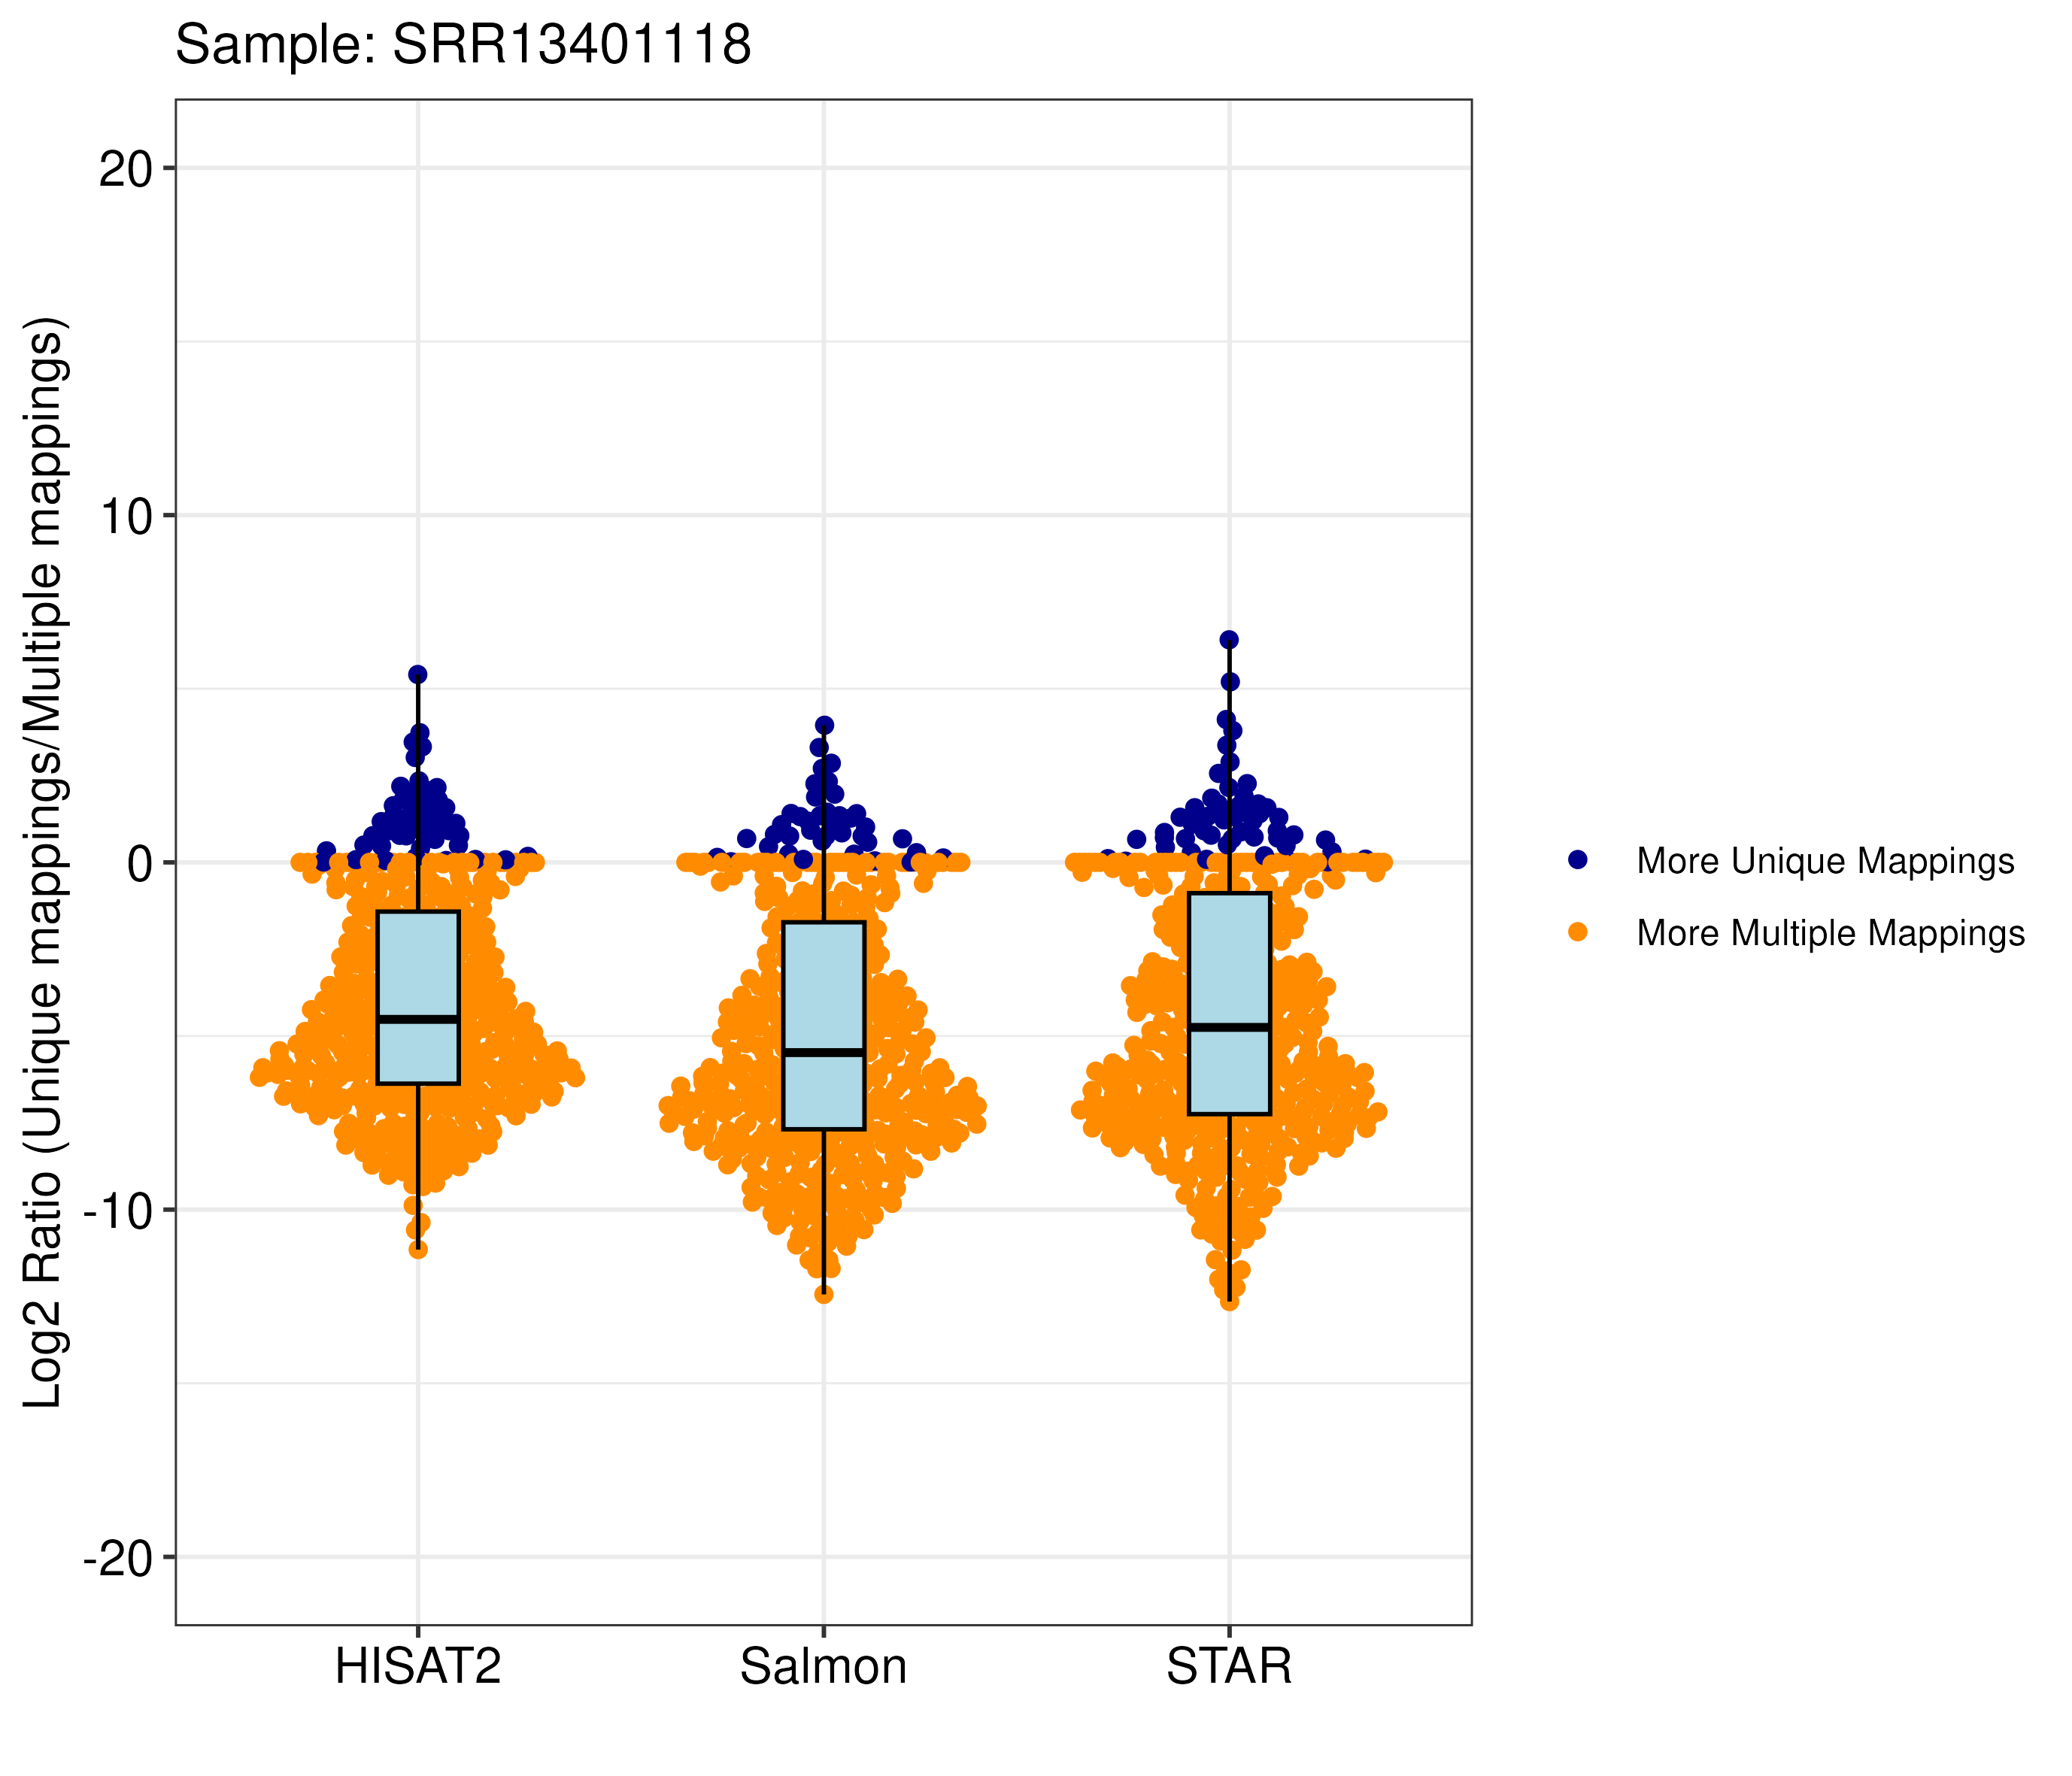 Sample: SRR13401118
Log2 Ratio (Unique mappings/Multiple mappings)
20
10
0
-10
-20
HISAT2
Salmon
STAR
More Unique Mappings
More Multiple Mappings